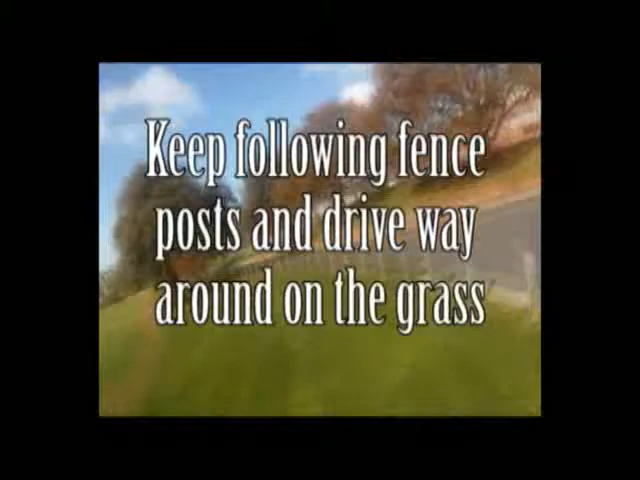 Keep following fence
posts and drive way
around on the grass